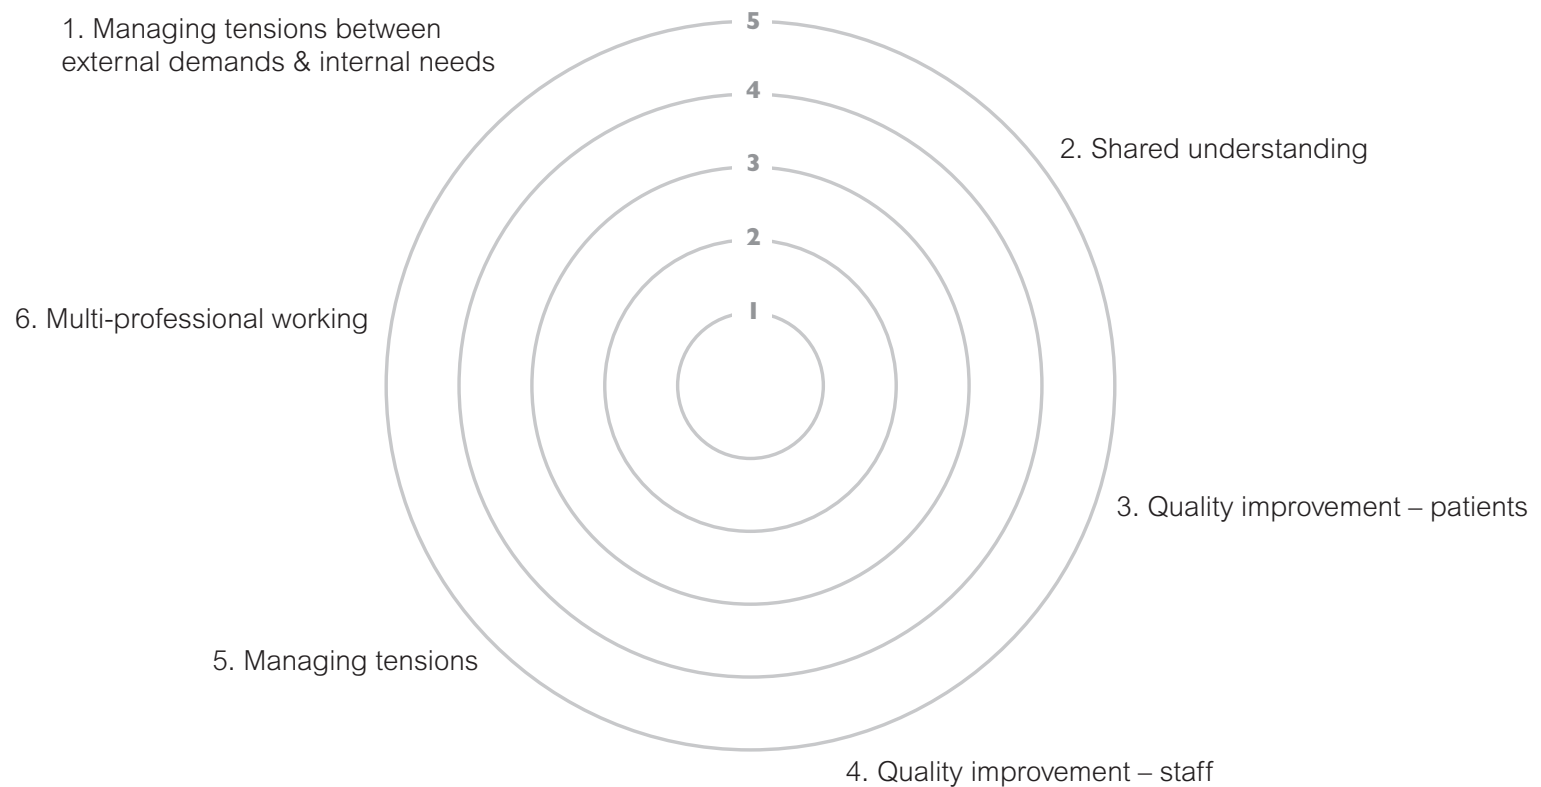 1. Managing tensions between
external demands & internal needs
5
4
3
2
1
2. Shared understanding
6. Multi-professional working
3. Quality improvement – patients
5. Managing tensions
4. Quality improvement – staff